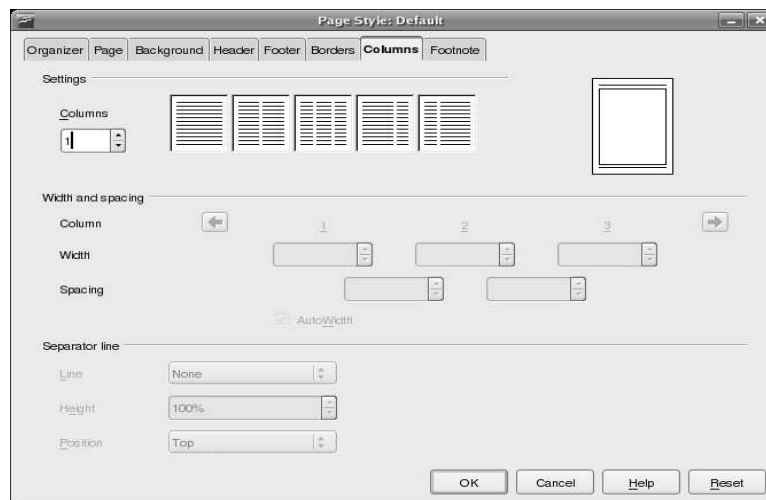 Page Style: Default
Organizer Page Background Header Footer Borders Columns Footnote
Settings
Columns
1
Width and spacing
Column 1 2 3
Width
Spacing
AutoWidth
Separator line
Line None
Height 100%
Position Top
OK Cancel Help Reset